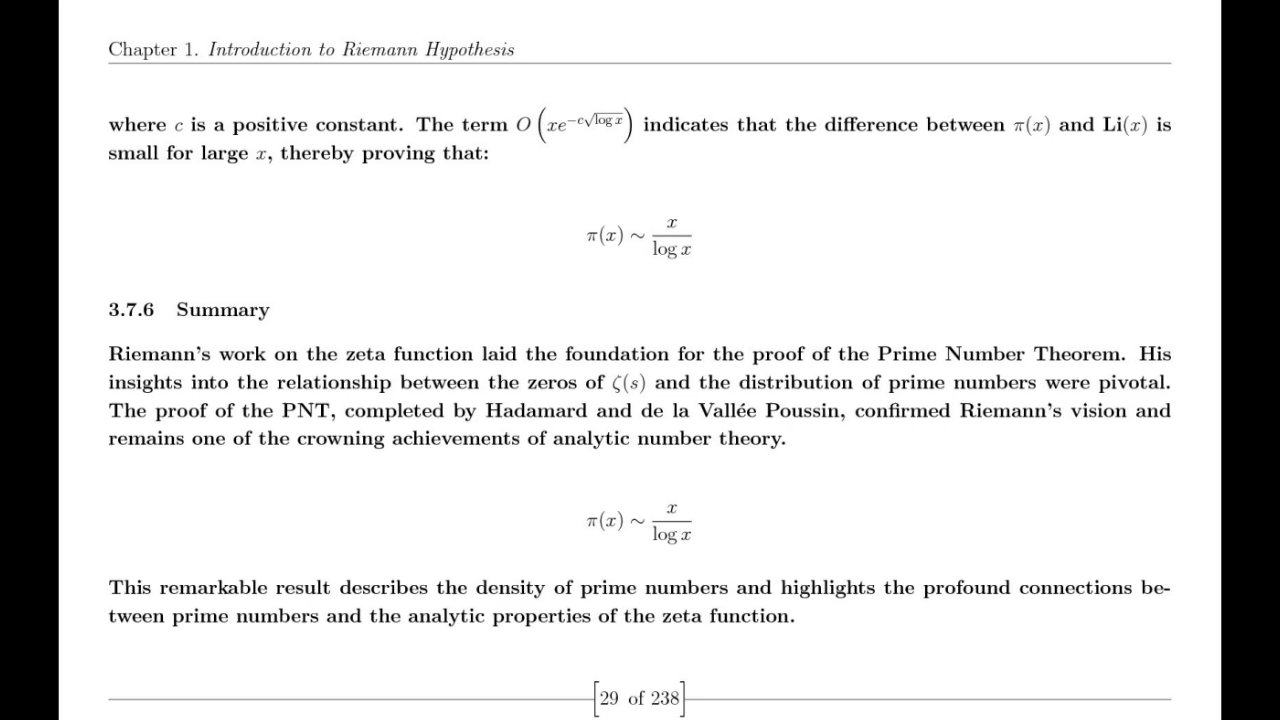 Chapter 1. Introduction to Riemann Hypothesis
where c is a positive constant. The term O(xe^{-c√log x}) indicates that the difference between π(x) and Li(x) is
small for large x, thereby proving that:
π(x) ~ x/log x
3.7.6 Summary
Riemann's work on the zeta function laid the foundation for the proof of the Prime Number Theorem. His
insights into the relationship between the zeros of ζ(s) and the distribution of prime numbers were pivotal.
The proof of the PNT, completed by Hadamard and de la Vallée Poussin, confirmed Riemann's vision and
remains one of the crowning achievements of analytic number theory.
π(x) ~ x/log x
This remarkable result describes the density of prime numbers and highlights the profound connections be-
tween prime numbers and the analytic properties of the zeta function.
[29 of 238]